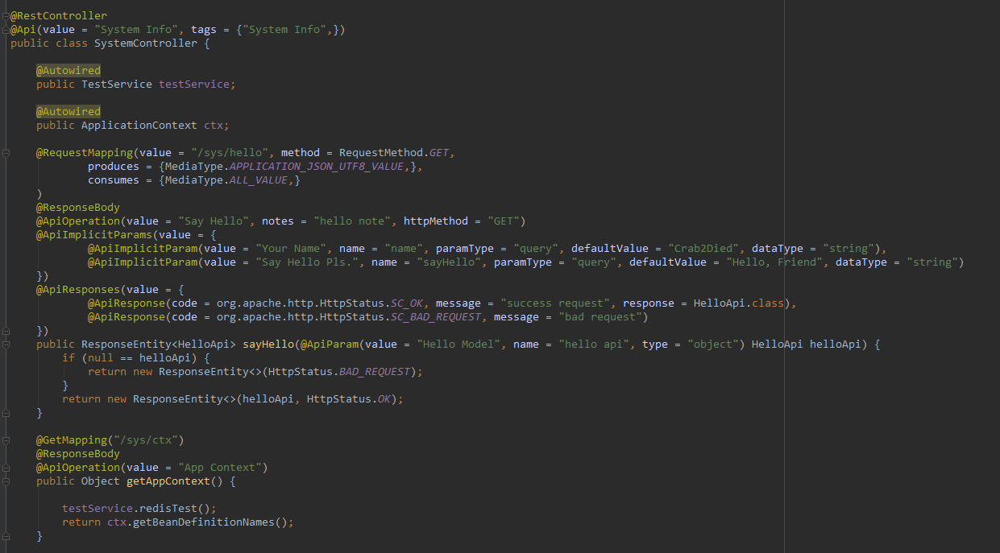 @RestController
@Api(value = "System Info", tags = {"System Info",})
public class SystemController {
@Autowired
public TestService testService;
@Autowired
public ApplicationContext ctx;
@RequestMapping(value = "/sys/hello", method = RequestMethod.GET,
produces = {MediaType.APPLICATION_JSON_UTF8_VALUE,},
consumes = {MediaType.ALL_VALUE,}
)
@ResponseBody
@ApiOperation(value = "Say Hello", notes = "hello note", httpMethod = "GET")
@ApiImplicitParams(value = {
@ApiImplicitParam(value = "Your Name", name = "name", paramType = "query", defaultValue = "Crab2Died", dataType = "string"),
@ApiImplicitParam(value = "Say Hello Pls.", name = "sayHello", paramType = "query", defaultValue = "Hello, Friend", dataType = "string")
})
@ApiResponses(value = {
@ApiResponse(code = org.apache.http.HttpStatus.SC_OK, message = "success request", response = HelloApi.class),
@ApiResponse(code = org.apache.http.HttpStatus.SC_BAD_REQUEST, message = "bad request")
})
public ResponseEntity<HelloApi> sayHello(@ApiParam(value = "Hello Model", name = "hello api", type = "object") HelloApi helloApi) {
if (null == helloApi) {
return new ResponseEntity<>(HttpStatus.BAD_REQUEST);
}
return new ResponseEntity<>(helloApi, HttpStatus.OK);
}
@GetMapping("/sys/ctx")
@ResponseBody
@ApiOperation(value = "App Context")
public Object getAppContext() {
testService.redisTest();
return ctx.getBeanDefinitionNames();
}